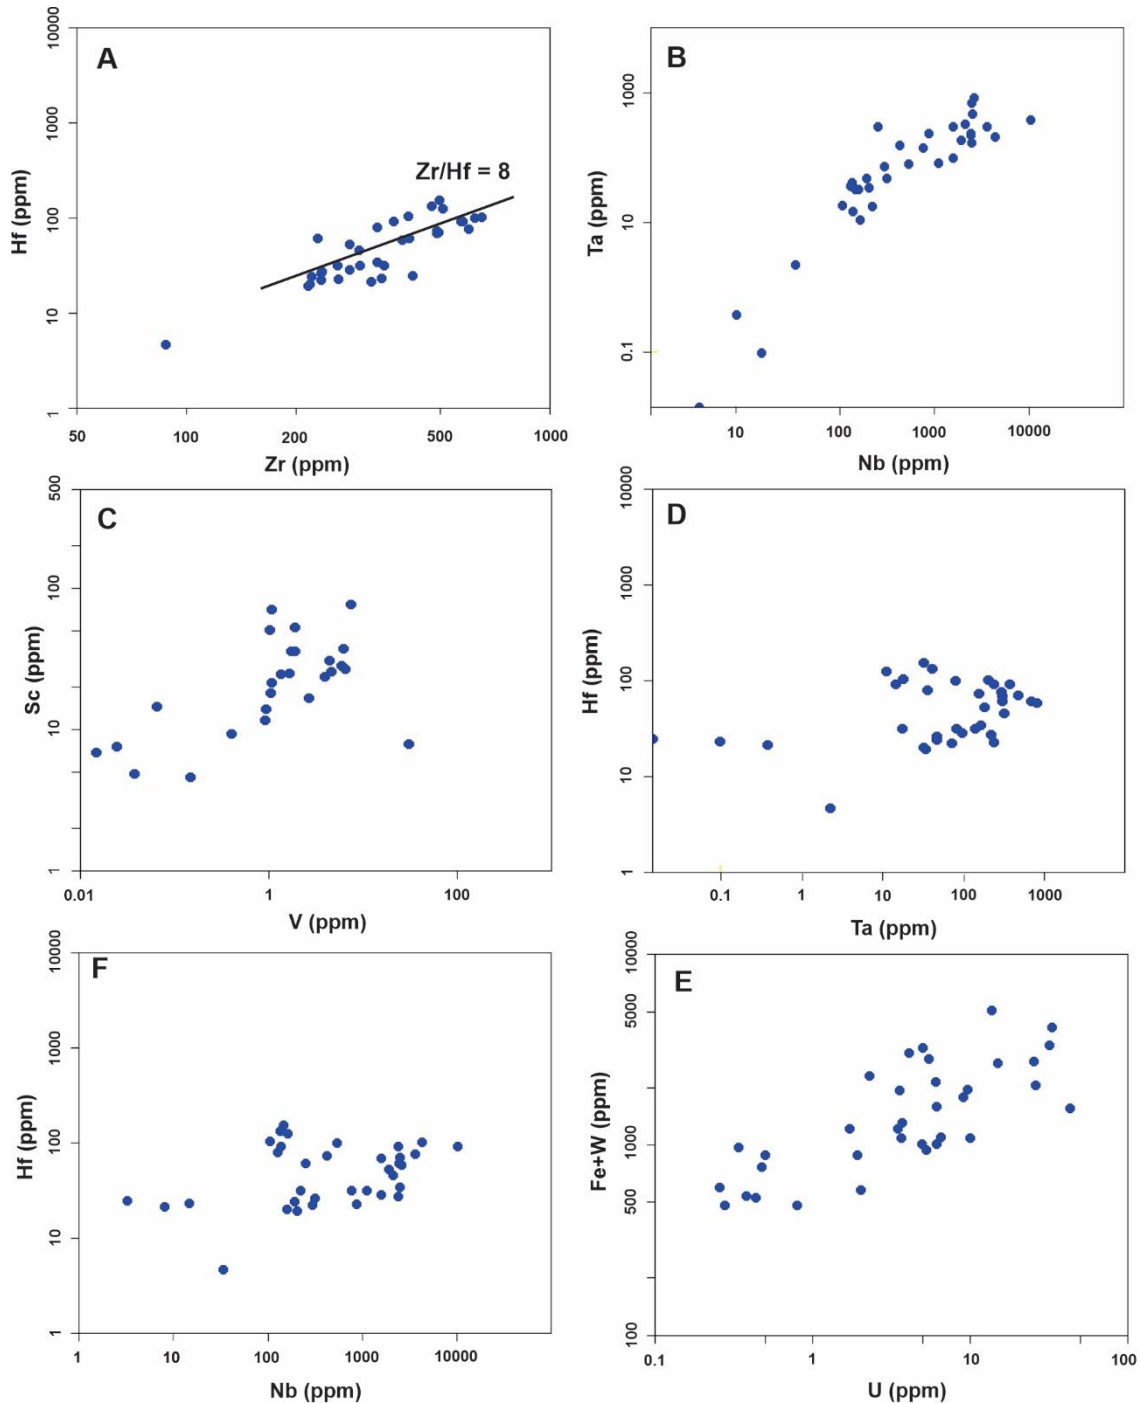 A
Hf (ppm)
10000
1000
100
10
1
Zr/Hf = 8
50 100 200 500 1000
Zr (ppm)
B
Ta (ppm)
1000
10
0.1
10 100 1000 10000
Nb (ppm)
C
Sc (ppm)
500
100
10
1
0.01 1 100
V (ppm)
D
Hf (ppm)
10000
1000
100
10
1
0.1 1 10 100 1000
Ta (ppm)
F
Hf (ppm)
10000
1000
100
10
1
1 10 100 1000 10000
Nb (ppm)
E
Fe+W (ppm)
10000
5000
1000
500
100
0.1 1 10 100
U (ppm)